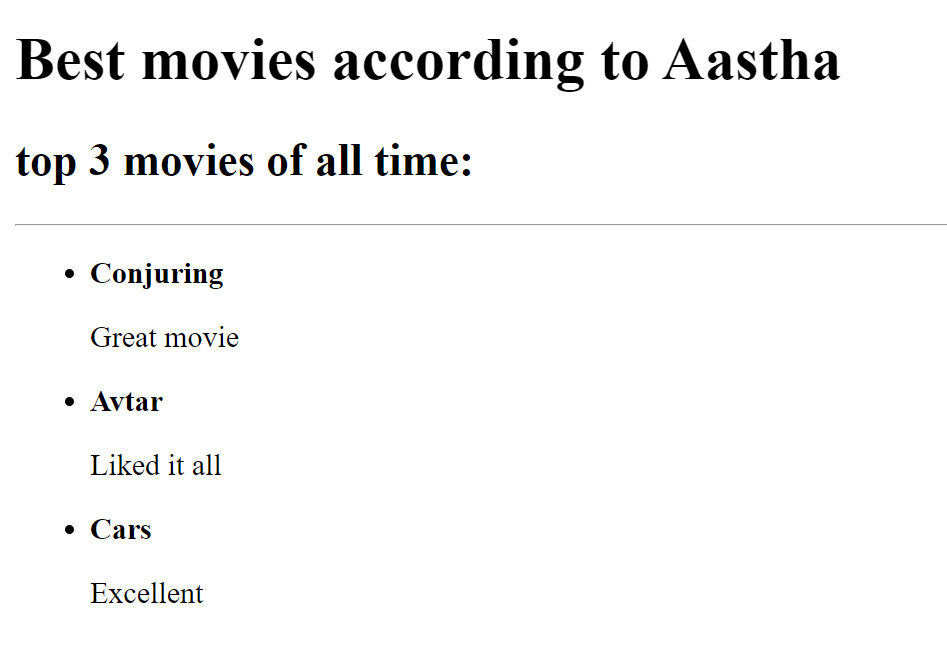 Best movies according to Aastha
top 3 movies of all time:
Conjuring
Great movie
Avtar
Liked it all
Cars
Excellent